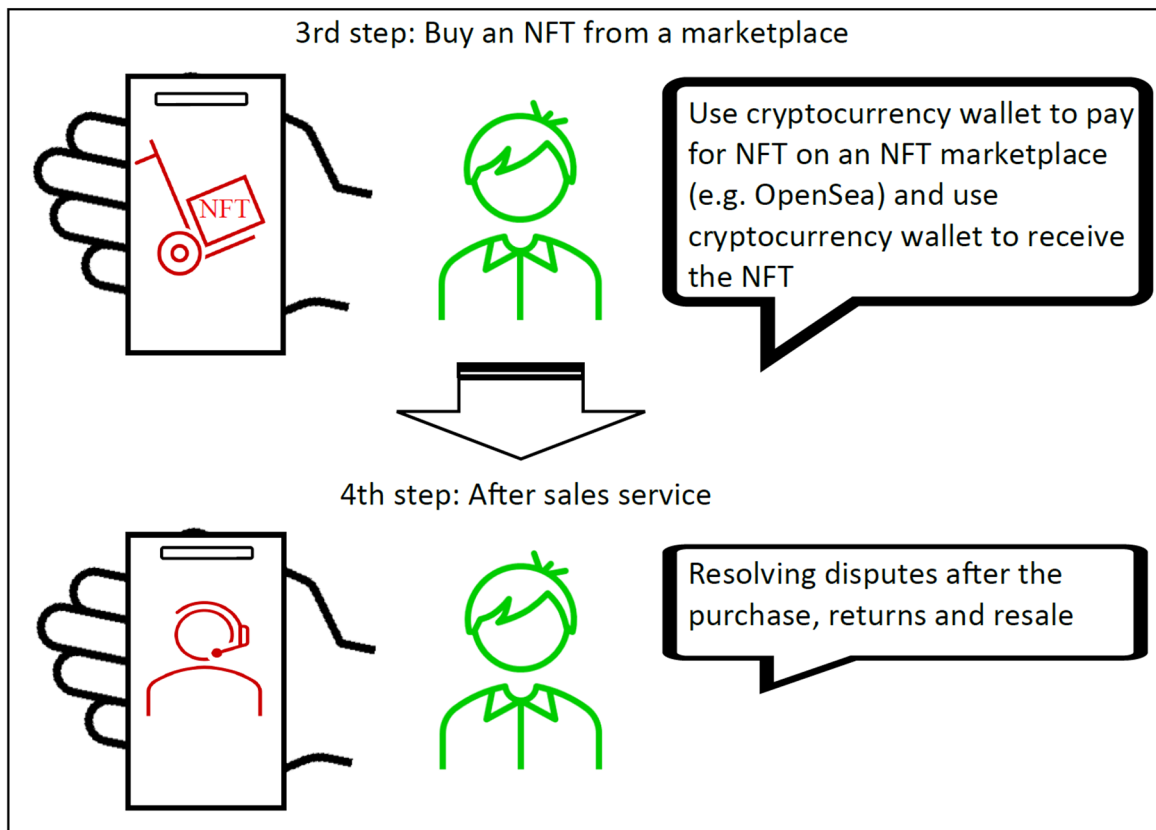 3rd step: Buy an NFT from a marketplace
NFT
Use cryptocurrency wallet to pay
for NFT on an NFT marketplace
(e.g. OpenSea) and use
cryptocurrency wallet to receive
the NFT
4th step: After sales service
Resolving disputes after the
purchase, returns and resale